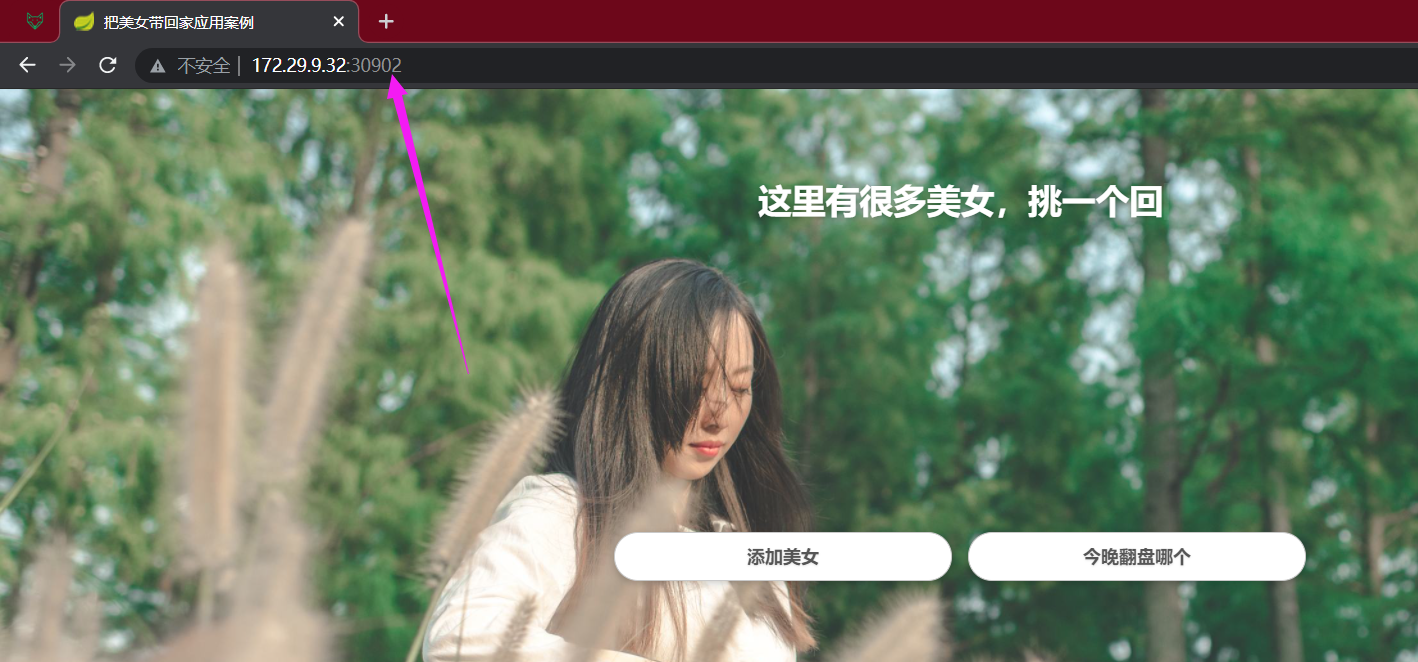 把美女带回家应用案例
不安全 | 172.29.9.32:30902
这里有很多美女，挑一个回
添加美女
今晚翻盘哪个